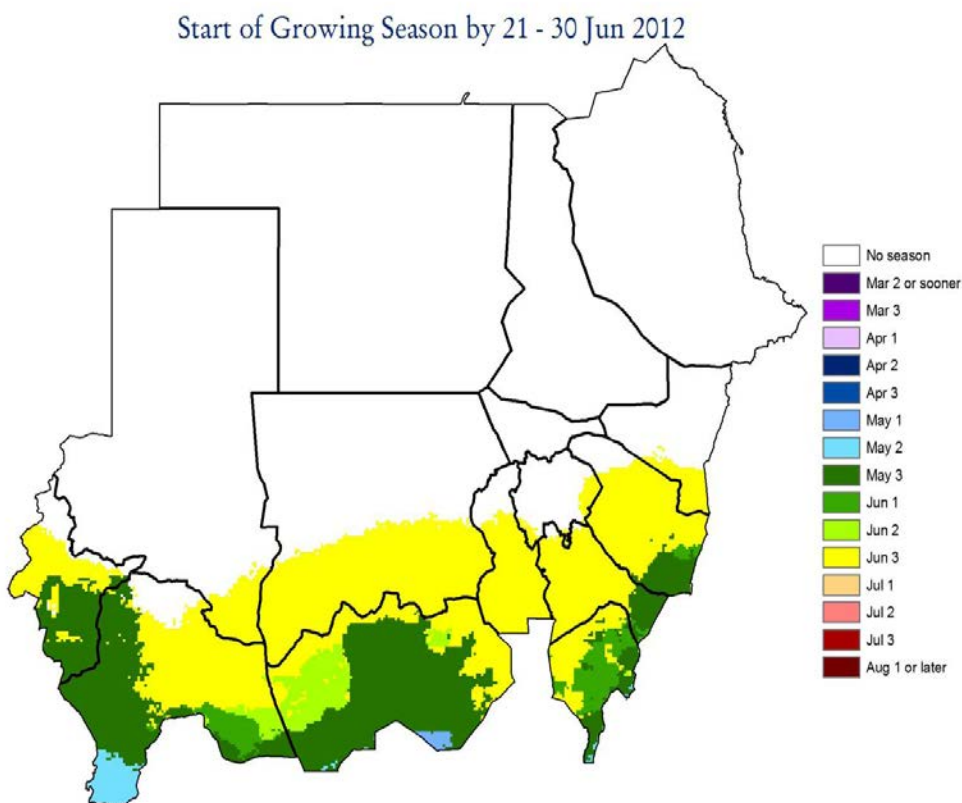 Start of Growing Season by 21 - 30 Jun 2012
No season
Mar 2 or sooner
Mar 3
Apr 1
Apr 2
Apr 3
May 1
May 2
May 3
Jun 1
Jun 2
Jun 3
Jul 1
Jul 2
Jul 3
Aug 1 or later